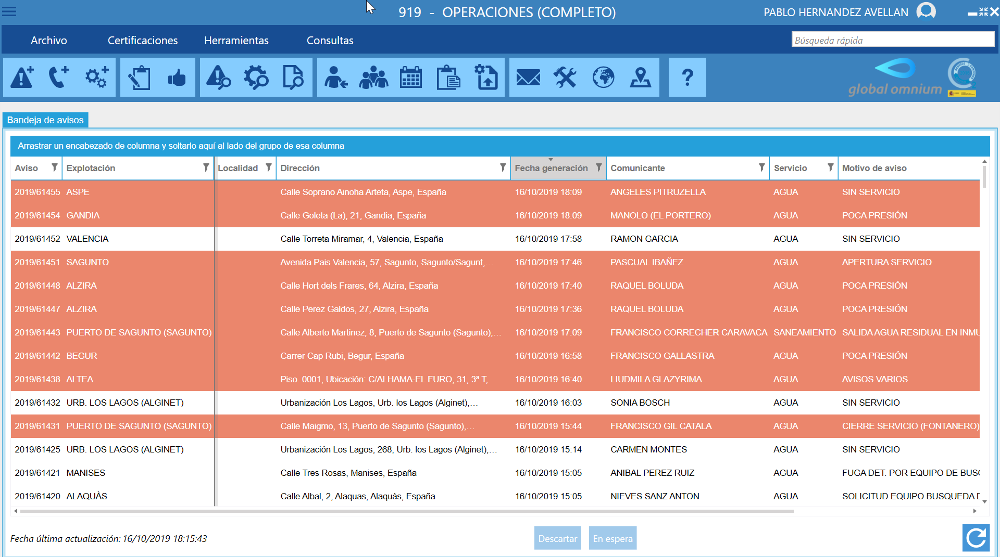 919 - OPERACIONES (COMPLETO)
PABLO HERNANDEZ AVELLAN
Archivo Certificaciones Herramientas Consultas
Búsqueda rápida
?
global omnium
Bandeja de avisos
Arrastrar un encabezado de columna y soltarlo aquí al lado del grupo de esa columna
Aviso Explotación Localidad Dirección Fecha generación Comunicante Servicio Motivo de aviso
2019/61455 ASPE Calle Soprano Ainoha Arteta, Aspe, España 16/10/2019 18:09 ANGELES PITRUZELLA AGUA SIN SERVICIO
2019/61454 GANDIA Calle Goleta (La), 21, Gandia, España 16/10/2019 18:09 MANOLO (EL PORTERO) AGUA POCA PRESIÓN
2019/61452 VALENCIA Calle Torreta Miramar, 4, Valencia, España 16/10/2019 17:58 RAMON GARCIA AGUA SIN SERVICIO
2019/61451 SAGUNTO Avenida Pais Valencia, 57, Sagunto, Sagunto/Sagunt,... 16/10/2019 17:46 PASCUAL IBAÑEZ AGUA APERTURA SERVICIO
2019/61448 ALZIRA Calle Hort dels Frares, 64, Alzira, España 16/10/2019 17:40 RAQUEL BOLUDA AGUA POCA PRESIÓN
2019/61447 ALZIRA Calle Perez Galdos, 27, Alzira, España 16/10/2019 17:36 RAQUEL BOLUDA AGUA POCA PRESIÓN
2019/61443 PUERTO DE SAGUNTO (SAGUNTO) Calle Alberto Martinez, 8, Puerto de Sagunto (Sagunto),... 16/10/2019 17:09 FRANCISCO CORRECHER CARAVACA SANEAMIENTO SALIDA AGUA RESIDUAL EN INMU
2019/61442 BEGUR Carrer Cap Rubi, Begur, España 16/10/2019 16:58 FRANCISCO GALLASTRA AGUA POCA PRESIÓN
2019/61438 ALTEA Piso. 0001, Ubicación: C/ALHAMA-EL FURO, 31, 3ª T, 16/10/2019 16:40 LIUDMILA GLAZYRIMA AGUA AVISOS VARIOS
2019/61432 URB. LOS LAGOS (ALGINET) Urbanización Los Lagos, Urb. los Lagos (Alginet),... 16/10/2019 16:03 SONIA BOSCH AGUA SIN SERVICIO
2019/61431 PUERTO DE SAGUNTO (SAGUNTO) Calle Maigmo, 13, Puerto de Sagunto (Sagunto),... 16/10/2019 15:44 FRANCISCO GIL CATALA AGUA CIERRE SERVICIO (FONTANERO)
2019/61425 URB. LOS LAGOS (ALGINET) Urbanización Los Lagos, 268, Urb. los Lagos (Alginet),... 16/10/2019 15:14 CARMEN MONTES AGUA SIN SERVICIO
2019/61421 MANISES Calle Tres Rosas, Manises, España 16/10/2019 15:05 ANIBAL PEREZ RUIZ AGUA FUGA DET. POR EQUIPO DE BUS
2019/61420 ALAQUÀS Calle Albal, 2, Alaquas, Alaquàs, España 16/10/2019 15:05 NIEVES SANZ ANTON AGUA SOLICITUD EQUIPO BUSQUEDA
Fecha última actualización: 16/10/2019 18:15:43
Descartar En espera